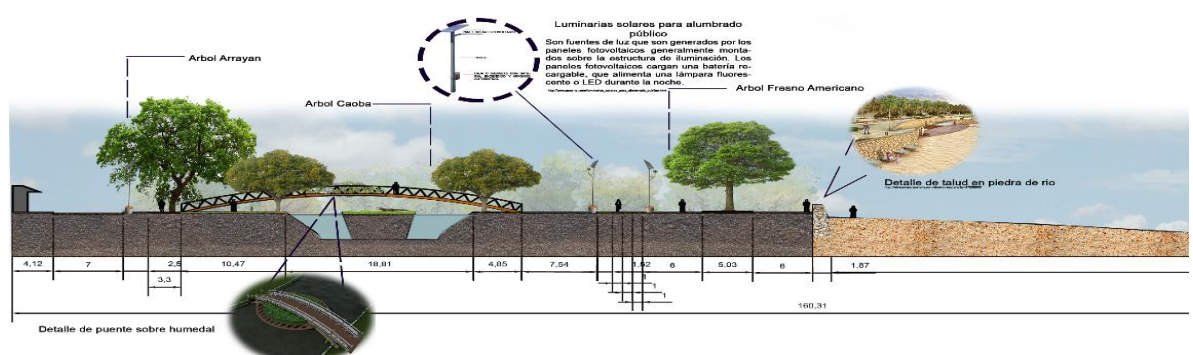 Luminarias solares para alumbrado
público
Son fuentes de luz que son generados por los
paneles fotovoltaicos generalmente monta-
dos sobre la estructura de iluminación. Los
paneles fotovoltaicos cargan una batería re-
cargable, que alimenta una lámpara fluores-
cente o LED durante la noche.
Arbol Arrayan
Arbol Caoba
Arbol Fresno Americano
Detalle de talud en piedra de rio
4,12 7 2,5 10,47 18,81 4,85 7,54 1,52 6 5.03 6 1,87
3,3
1
1
1
160,31
Detalle de puente sobre humedal